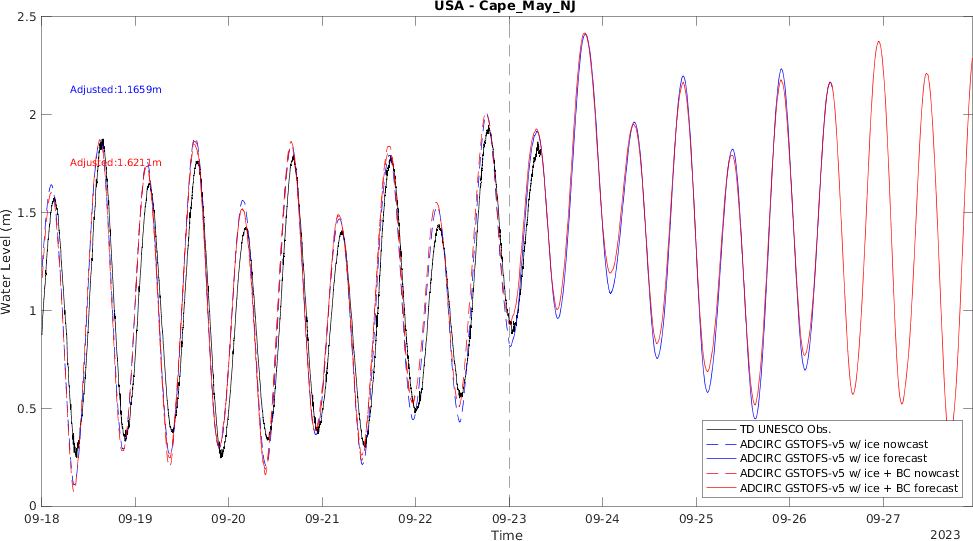 USA - Cape_May_NJ
2.5
2
1.5
1
0.5
0
Water Level (m)
Adjusted:1.1659m
Adjusted:1.6211m
TD UNESCO Obs.
ADCIRC GSTOFS-v5 w/ ice nowcast
ADCIRC GSTOFS-v5 w/ ice forecast
ADCIRC GSTOFS-v5 w/ ice + BC nowcast
ADCIRC GSTOFS-v5 w/ ice + BC forecast
09-18 09-19 09-20 09-21 09-22 09-23 09-24 09-25 09-26 09-27
Time
2023